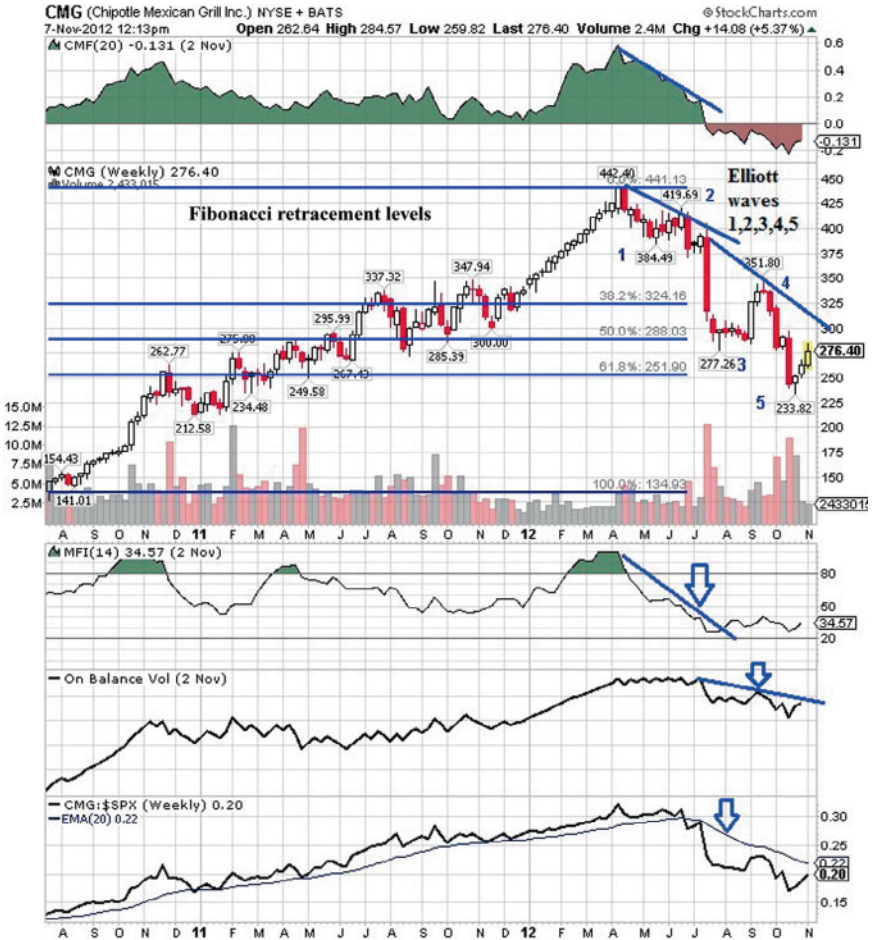 CMG (Chipotle Mexican Grill Inc.) NYSE + BATS © StockCharts.com
7-Nov-2012 12:13pm Open 262.64 High 284.57 Low 259.82 Last 276.40 Volume 2.4M Chg +14.08 (+5.37%)
CMF(20) -0.131 (2 Nov)
0.6
0.4
0.2
0.0
-0.131
-0.2
CMG (Weekly) 276.40
Volume 2,433,015
Fibonacci retracement levels
Elliott
waves
1,2,3,4,5
442.40
0.0%: 441.13
419.69
2
1
384.49
351.80
4
337.32
347.94
38.2%: 324.16
295.99
300.00
50.0%: 288.03
275.00
285.39
277.26
3
262.77
267.43
61.8%: 251.90
249.58
234.48
5
233.82
212.58
154.43
141.01
100.0%: 134.93
450
425
400
375
350
325
300
276.40
250
225
175
150
2433015
15.0M
12.5M
10.0M
7.5M
5.0M
2.5M
A S O N D 11 F M A M J J A S O N D 12 F M A M J J A S O N
MFI(14) 34.57 (2 Nov)
80
50
34.57
20
On Balance Vol (2 Nov)
CMG:$SPX (Weekly) 0.20
EMA(20) 0.22
0.30
0.25
0.22
0.20
0.15
A S O N D 11 F M A M J J A S O N D 12 F M A M J J A S O N